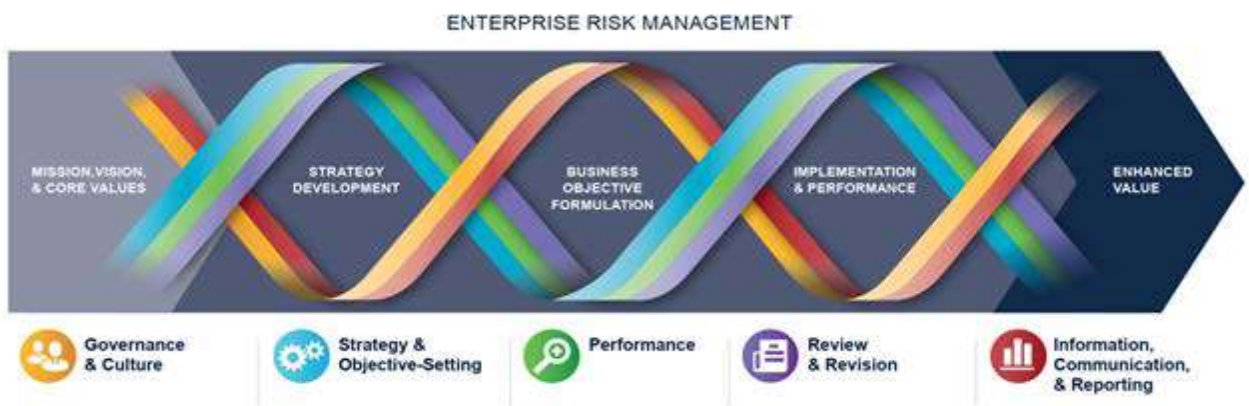 ENTERPRISE RISK MANAGEMENT
MISSION,VISION,
& CORE VALUES
STRATEGY
DEVELOPMENT
BUSINESS
OBJECTIVE
FORMULATION
IMPLEMENTATION
& PERFORMANCE
ENHANCED
VALUE
Governance
& Culture
Strategy &
Objective-Setting
Performance
Review
& Revision
Information,
Communication,
& Reporting